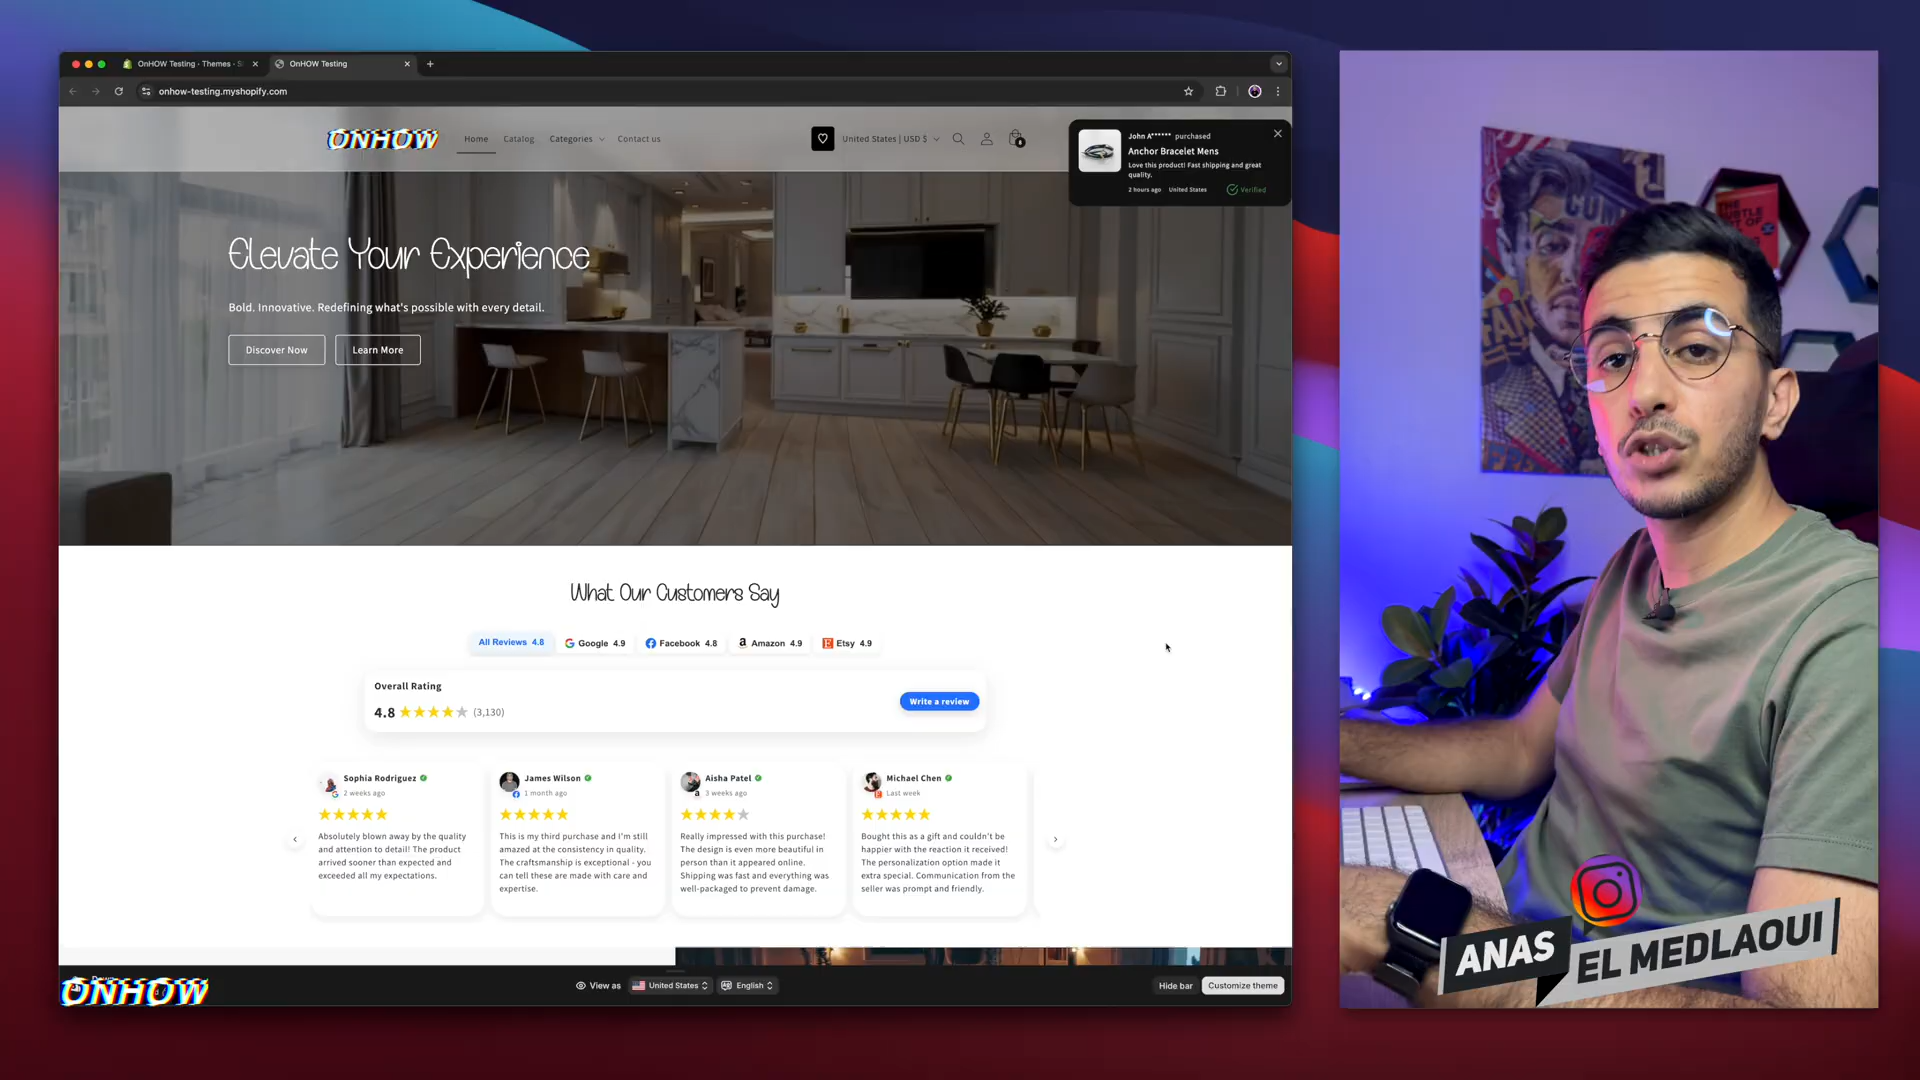 OnHOW Testing · Themes · S
OnHOW Testing
onhow-testing.myshopify.com
ONHOW
Home
Catalog
Categories
Contact us
United States | USD $
John A****** purchased
Anchor Bracelet Mens
Love this product! Fast shipping and great
quality.
2 hours ago United States Verified
Elevate Your Experience
Bold. Innovative. Redefining what's possible with every detail.
Discover Now
Learn More
What Our Customers Say
All Reviews 4.8
Google 4.9
Facebook 4.8
Amazon 4.9
Etsy 4.9
Overall Rating
4.8 (3,130)
Write a review
Sophia Rodriguez
2 weeks ago
Absolutely blown away by the quality
and attention to detail! The product
arrived sooner than expected and
exceeded all my expectations.
James Wilson
1 month ago
This is my third purchase and I'm still
amazed at the consistency in quality.
The craftsmanship is exceptional - you
can tell these are made with care and
expertise.
Aisha Patel
3 weeks ago
Really impressed with this purchase!
The design is even more beautiful in
person than it appeared online.
Shipping was fast and everything was
well-packaged to prevent damage.
Michael Chen
Last week
Bought this as a gift and couldn't be
happier with the reaction it received!
The personalization option made it
extra special. Communication from the
seller was prompt and friendly.
ONHOW
View as
United States
English
Hide bar
Customize theme
THE
SUBTLE
ANAS
EL MEDLAOUI